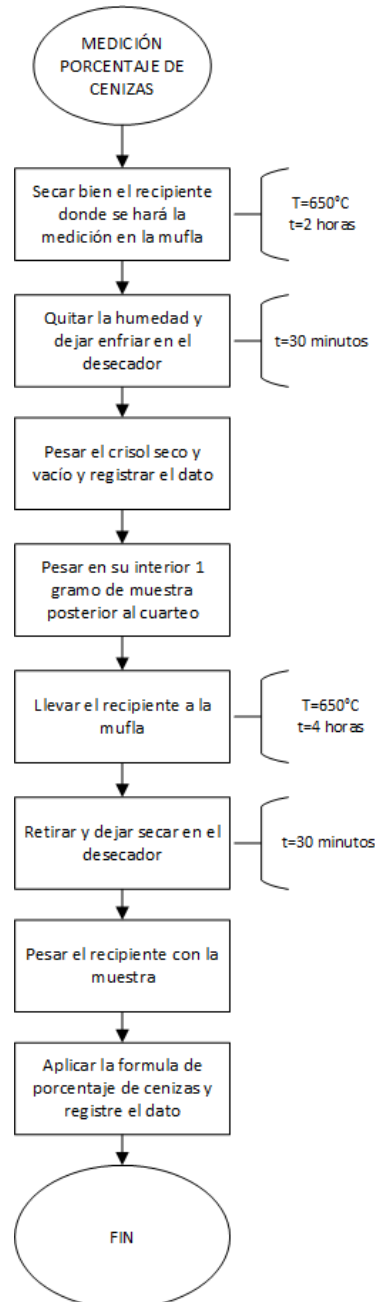 MEDICIÓN
PORCENTAJE DE
CENIZAS
Secar bien el recipiente
donde se hará la
medición en la mufla
T=650°C
t=2 horas
Quitar la humedad y
dejar enfriar en el
desecador
t=30 minutos
Pesar el crisol seco y
vacío y registrar el dato
Pesar en su interior 1
gramo de muestra
posterior al cuarteo
Llevar el recipiente a la
mufla
T=650°C
t=4 horas
Retirar y dejar secar en el
desecador
t=30 minutos
Pesar el recipiente con la
muestra
Aplicar la formula de
porcentaje de cenizas y
registre el dato
FIN